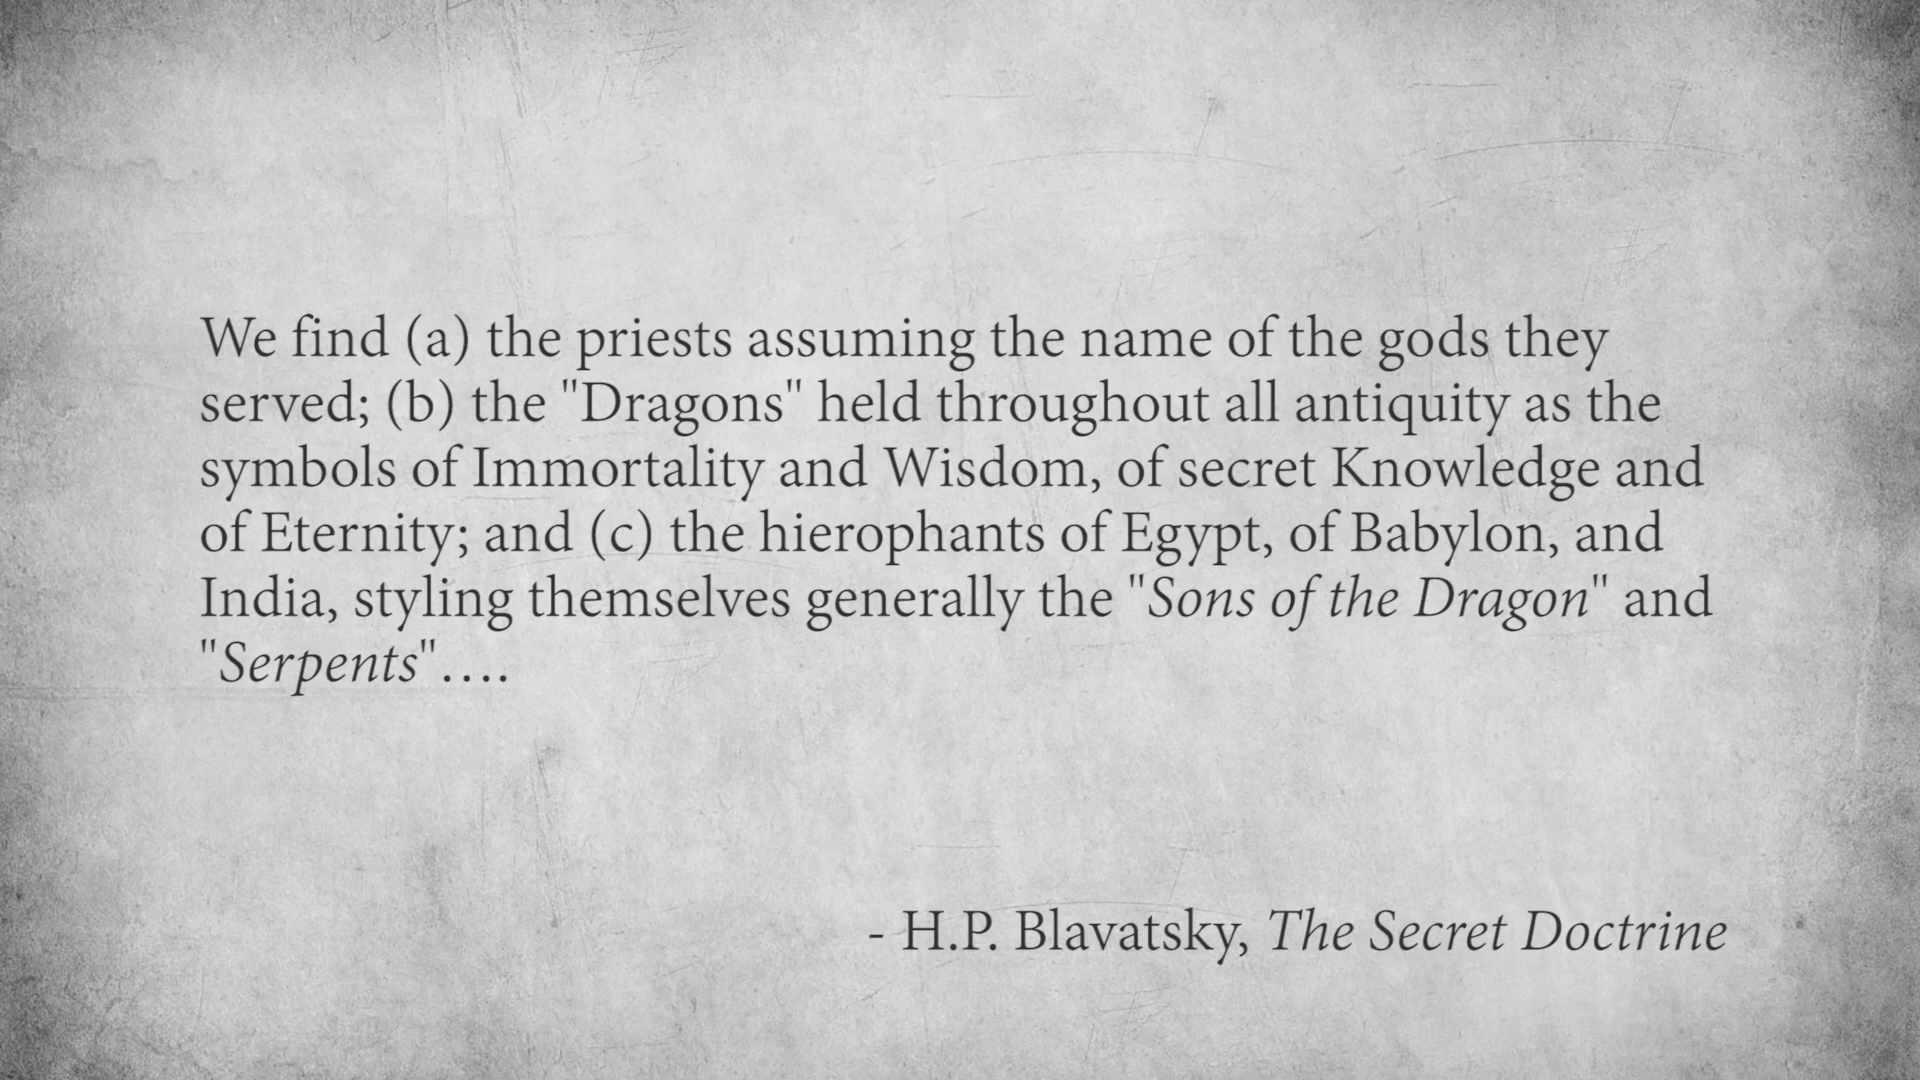 We find (a) the priests assuming the name of the gods they
served; (b) the "Dragons" held throughout all antiquity as the
symbols of Immortality and Wisdom, of secret Knowledge and
of Eternity; and (c) the hierophants of Egypt, of Babylon, and
India, styling themselves generally the "Sons of the Dragon" and
"Serpents"....
- H.P. Blavatsky, The Secret Doctrine